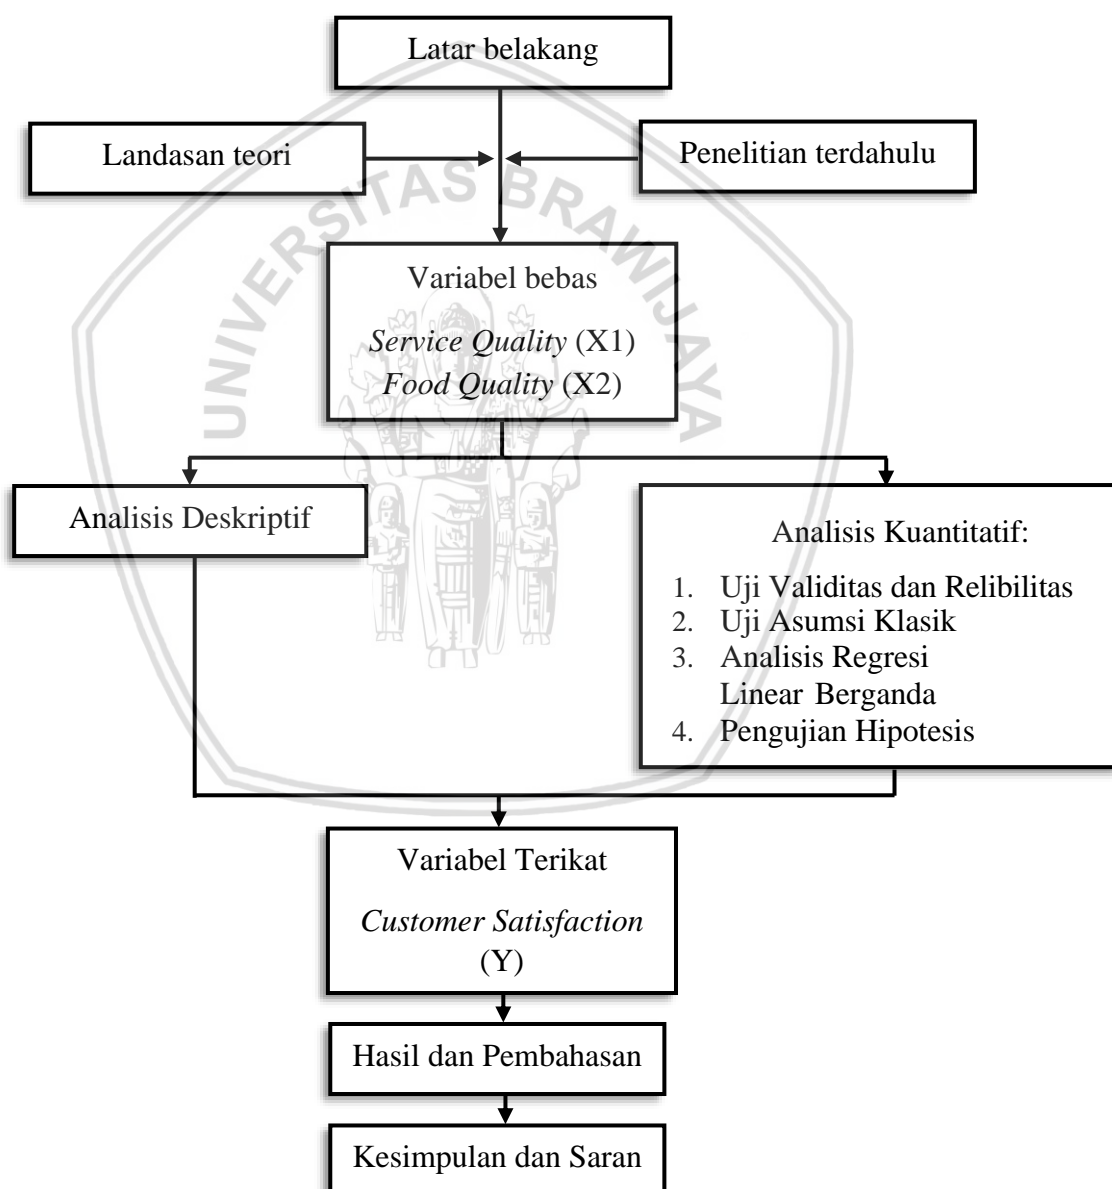 Latar belakang
Landasan teori
Penelitian terdahulu
UNIVERSITAS BRAWIJAYA
Variabel bebas
Service Quality (X1)
Food Quality (X2)
Analisis Deskriptif
Analisis Kuantitatif:
1. Uji Validitas dan Relibilitas
2. Uji Asumsi Klasik
3. Analisis Regresi
Linear Berganda
4. Pengujian Hipotesis
Variabel Terikat
Customer Satisfaction
(Y)
Hasil dan Pembahasan
Kesimpulan dan Saran